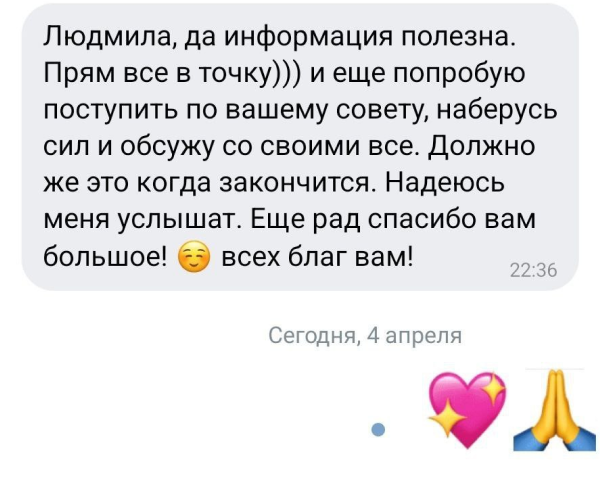 Людмила, да информация полезна.
Прям все в точку))) и еще попробую
поступить по вашему совету, наберусь
сил и обсужу со своими все. Должно
же это когда закончится. Надеюсь
меня услышат. Еще рад спасибо вам
большое! ☺️ всех благ вам!
22:36
Сегодня, 4 апреля
💖🙏